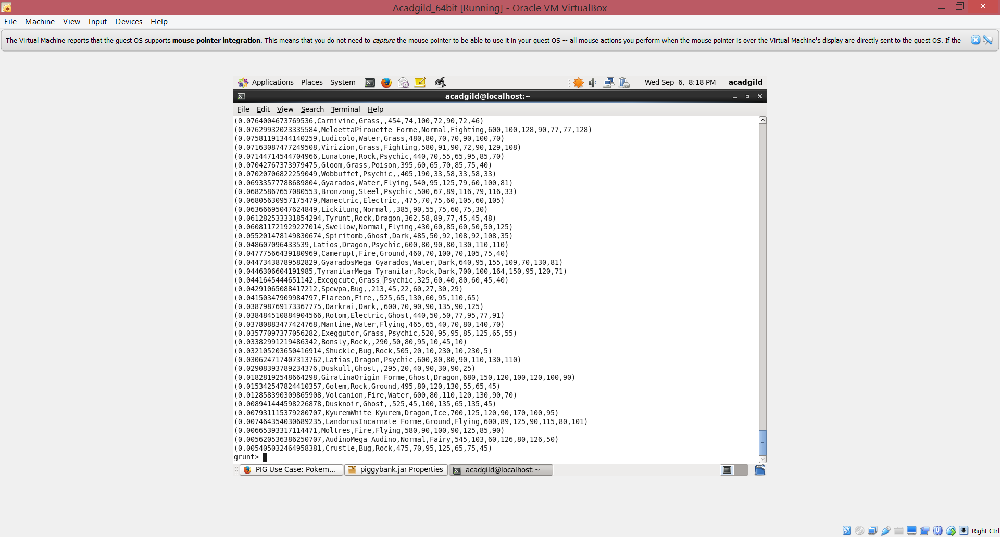 Acadgild_64bit [Running] - Oracle VM VirtualBox
File Machine View Input Devices Help
The Virtual Machine reports that the guest OS supports mouse pointer integration. This means that you do not need to capture the mouse pointer to be able to use it in your guest OS -- all mouse actions you perform when the mouse pointer is over the Virtual Machine's display are directly sent to the guest OS. If the
Applications Places System Wed Sep 6, 8:18 PM acadgild
acadgild@localhost:~
File Edit View Search Terminal Help
(0.0764004673769536,Carnivine,Grass,,454,74,100,72,90,72,46)
(0.07629932023335584,MeloettaPirouette Forme,Normal,Fighting,600,100,128,90,77,77,128)
(0.07581191344140259,Ludicolo,Water,Grass,480,80,70,70,90,100,70)
(0.07163087477249508,Virizion,Grass,Fighting,580,91,90,72,90,129,108)
(0.07144714544704966,Lunatone,Rock,Psychic,440,70,55,65,95,85,70)
(0.07042767373979475,Gloom,Grass,Poison,395,60,65,70,85,75,40)
(0.07020706822259049,Wobbuffet,Psychic,,405,190,33,58,33,58,33)
(0.06933577788689804,Gyarados,Water,Flying,540,95,125,79,60,100,81)
(0.06825867657080553,Bronzong,Steel,Psychic,500,67,89,116,79,116,33)
(0.06805630957175479,Manectric,Electric,,475,70,75,60,105,60,105)
(0.06366695047624849,Lickitung,Normal,,385,90,55,75,60,75,30)
(0.061282533331854294,Tyrunt,Rock,Dragon,362,58,89,77,45,45,48)
(0.060811721929227014,Swellow,Normal,Flying,430,60,85,60,50,50,125)
(0.055201478149830674,Spiritomb,Ghost,Dark,485,50,92,108,92,108,35)
(0.048607096433539,Latios,Dragon,Psychic,600,80,90,80,130,110,110)
(0.04777566439180969,Camerupt,Fire,Ground,460,70,100,70,105,75,40)
(0.04473438789582829,GyaradosMega Gyarados,Water,Dark,640,95,155,109,70,130,81)
(0.0446306604191985,TyranitarMega Tyranitar,Rock,Dark,700,100,164,150,95,120,71)
(0.0441645444651142,Exeggcute,Grass,Psychic,325,60,40,80,60,45,40)
(0.04291065088417212,Spewpa,Bug,,213,45,22,60,27,30,29)
(0.04150347909984797,Flareon,Fire,,525,65,130,60,95,110,65)
(0.038798769173367775,Darkrai,Dark,,600,70,90,90,135,90,125)
(0.038484510884904566,Rotom,Electric,Ghost,440,50,50,77,95,77,91)
(0.03780883477424768,Mantine,Water,Flying,465,65,40,70,80,140,70)
(0.03577097377056282,Exeggutor,Grass,Psychic,520,95,95,85,125,65,55)
(0.03382991219486342,Bonsly,Rock,,290,50,80,95,10,45,10)
(0.032105203650416914,Shuckle,Bug,Rock,505,20,10,230,10,230,5)
(0.030624717407313762,Latias,Dragon,Psychic,600,80,80,90,110,130,110)
(0.02908393789234376,Duskull,Ghost,,295,20,40,90,30,90,25)
(0.01828192548664298,GiratinaOrigin Forme,Ghost,Dragon,680,150,120,100,120,100,90)
(0.015342547824410357,Golem,Rock,Ground,495,80,120,130,55,65,45)
(0.012858390309865908,Volcanion,Fire,Water,600,80,110,120,130,90,70)
(0.008941444598226878,Dusknoir,Ghost,,525,45,100,135,65,135,45)
(0.007931115379280707,KyuremWhite Kyurem,Dragon,Ice,700,125,120,90,170,100,95)
(0.007464354030689235,LandorusIncarnate Forme,Ground,Flying,600,89,125,90,115,80,101)
(0.00665393317114471,Moltres,Fire,Flying,580,90,100,90,125,85,90)
(0.005620536386250707,AudinoMega Audino,Normal,Fairy,545,103,60,126,80,126,50)
(0.005405032464958381,Crustle,Bug,Rock,475,70,95,125,65,75,45)
grunt>
PIG Use Case: Pokem... piggybank.jar Properties acadgild@localhost:~
Right Ctrl